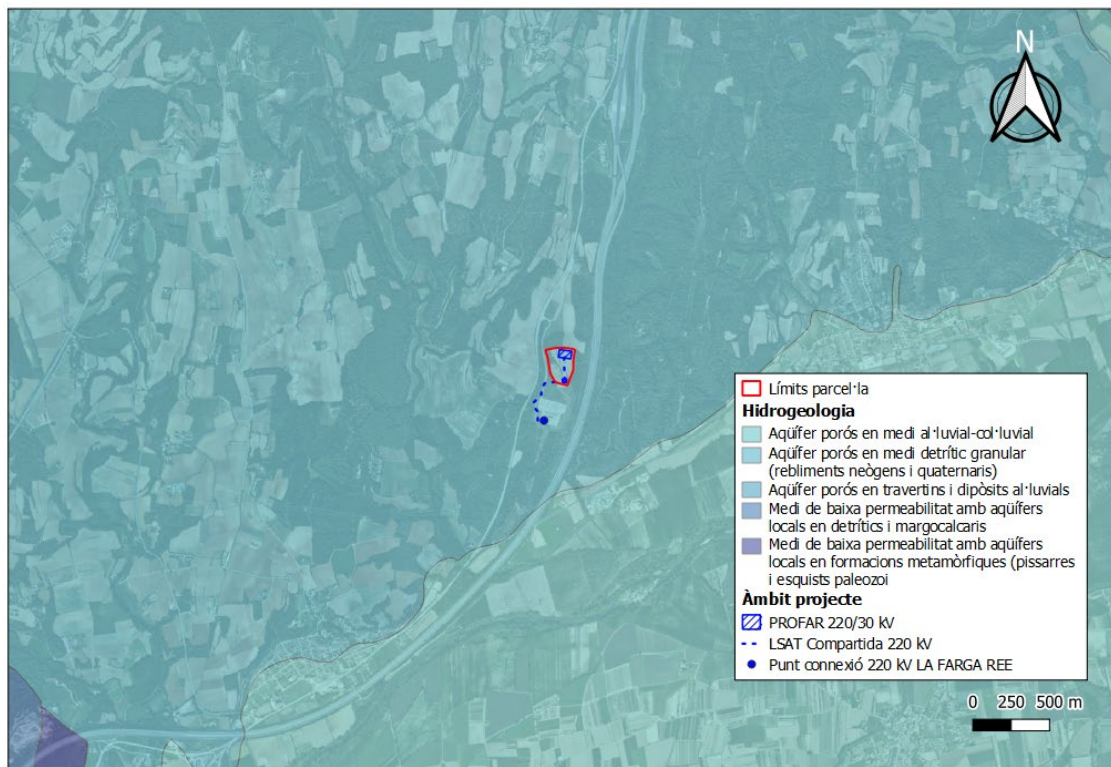 N
Límits parcel·la
Hidrogeologia
Aqüífer porós en medi al·luvial-col·luvial
Aqüífer porós en medi detrític granular
(rebliments neògens i quaternaris)
Aqüífer porós en travertins i dipòsits al·luvials
Medi de baixa permeabilitat amb aqüífers
locals en detrítics i margocalcaris
Medi de baixa permeabilitat amb aqüífers
locals en formacions metamòrfiques (pissarres
i esquists paleozoi
Àmbit projecte
PROFAR 220/30 kV
LSAT Compartida 220 kV
Punt connexió 220 kV LA FARGA REE
0 250 500 m